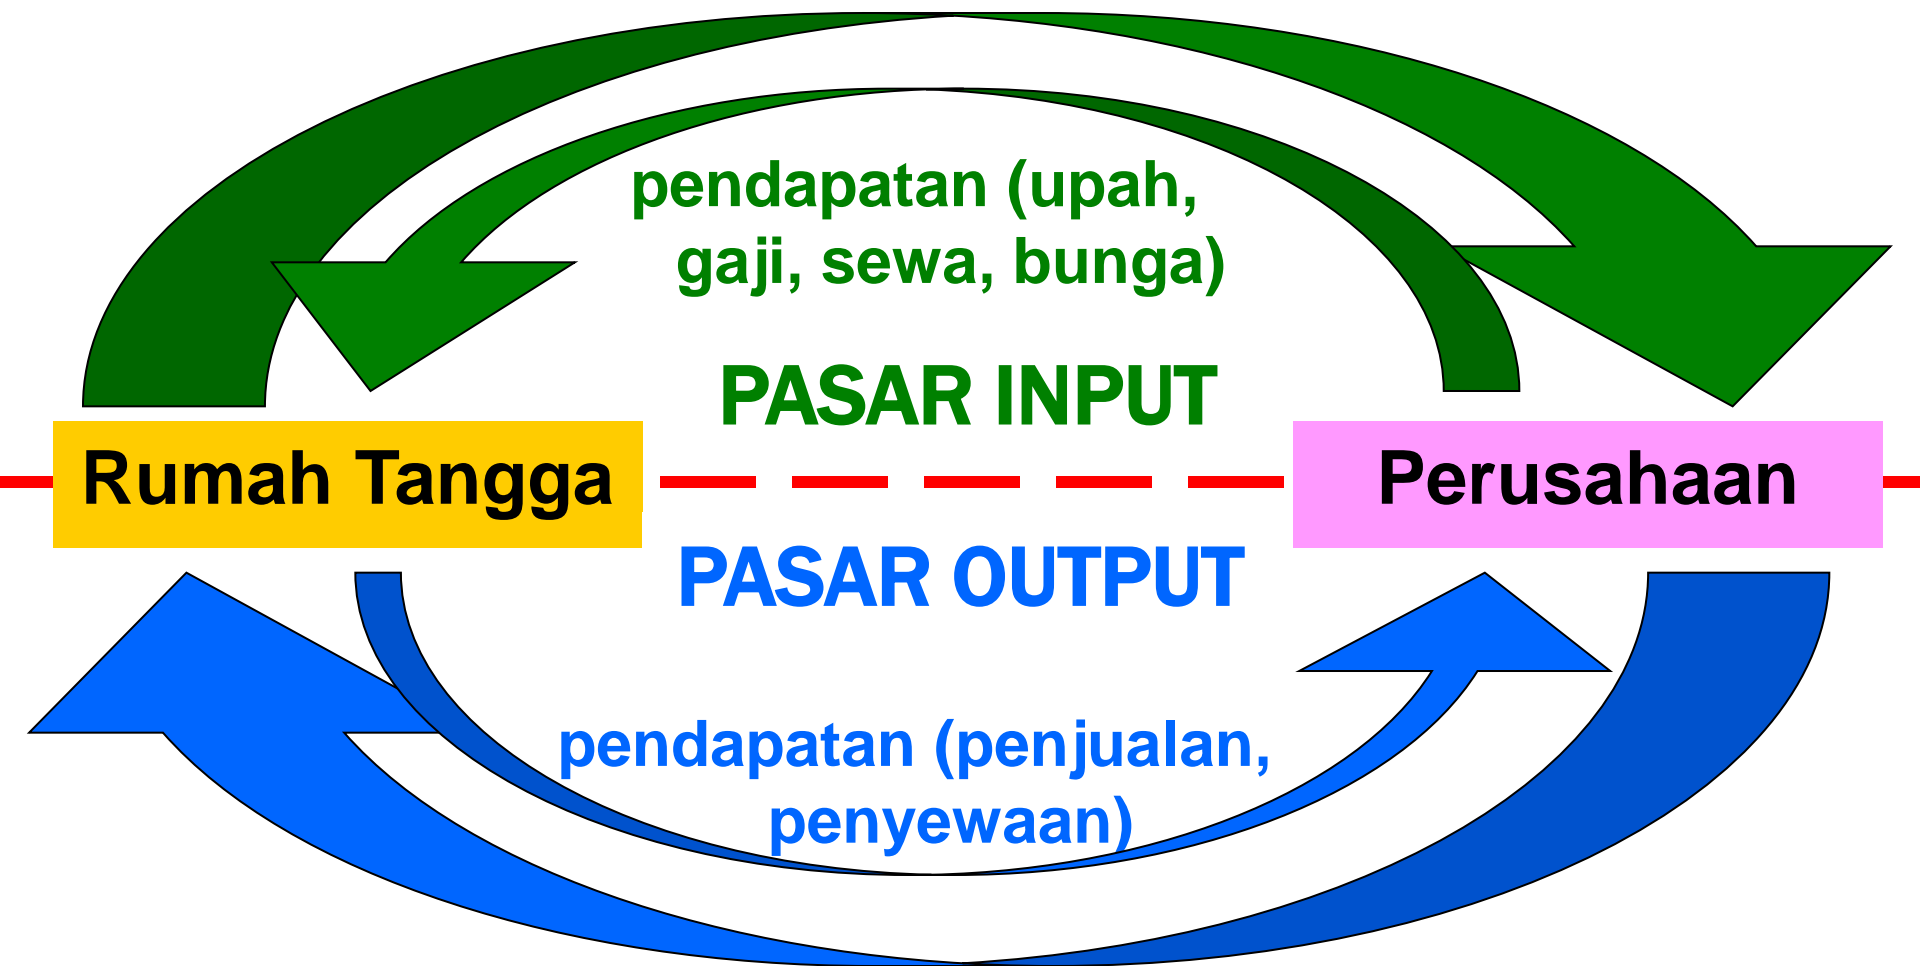 pendapatan (upah,
gaji, sewa, bunga)
PASAR INPUT
Rumah Tangga
Perusahaan
PASAR OUTPUT
pendapatan (penjualan,
penyewaan)